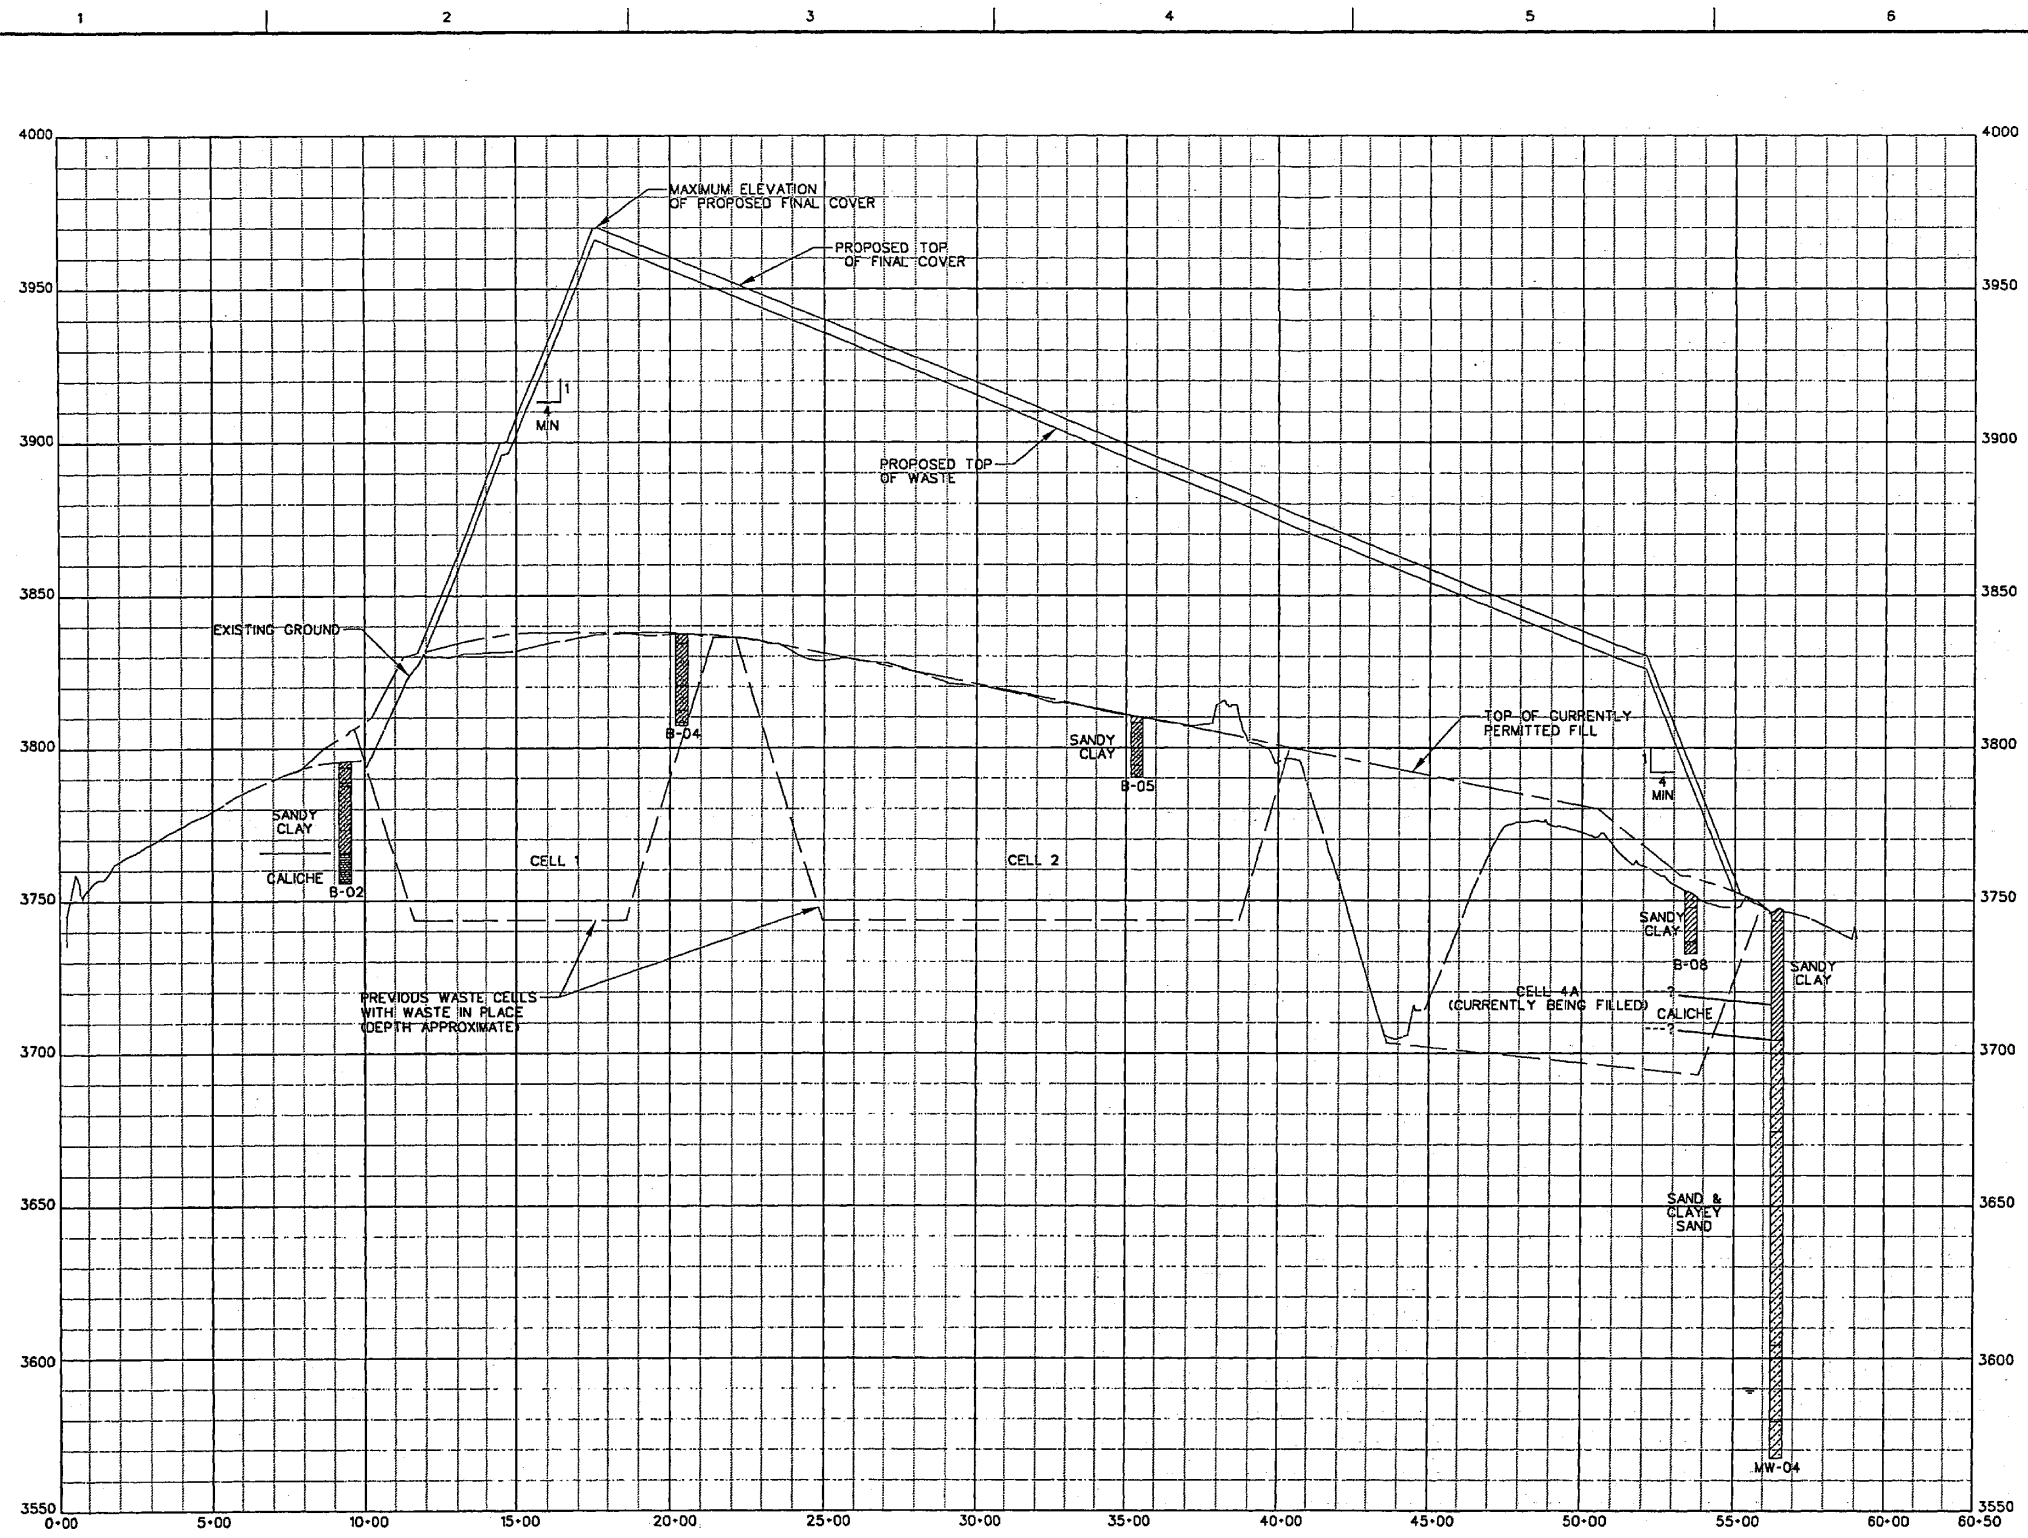 1 2 3 4 5 6
4000 4000
MAXIMUM ELEVATION
OF PROPOSED FINAL COVER
PROPOSED TOP
OF FINAL COVER
3950 3950
1
4
MIN
3900 3900
PROPOSED TOP
OF WASTE
3850 3850
EXISTING GROUND
TOP OF CURRENTLY
PERMITTED FILL
B-04
SANDY
CLAY
3800 3800
B-05
1
4
MIN
SANDY
CLAY
CELL 1
CELL 2
CALICHE
B-02
3750 3750
SANDY
CLAY
B-08
SANDY
CLAY
PREVIOUS WASTE CELLS
WITH WASTE IN PLACE
(DEPTH APPROXIMATE)
CELL 4A
(CURRENTLY BEING FILLED)
--?
CALICHE
--?
3700 3700
SAND &
CLAYEY
SAND
3650 3650
3600 3600
MW-04
3550 3550
0+00 5+00 10+00 15+00 20+00 25+00 30+00 35+00 40+00 45+00 50+00 55+00 60+00 60+50